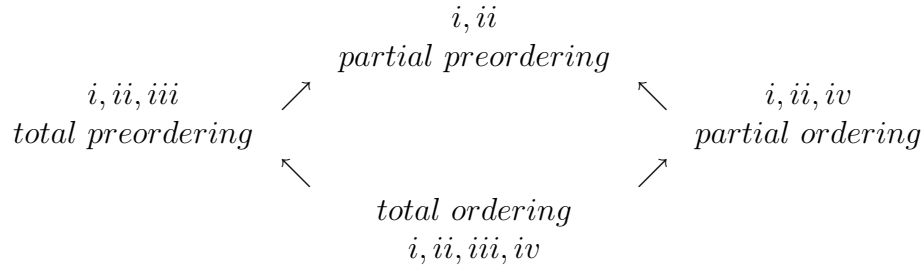 i, ii
partial preordering
i, ii, iii
total preordering
i, ii, iv
partial ordering
total ordering
i, ii, iii, iv